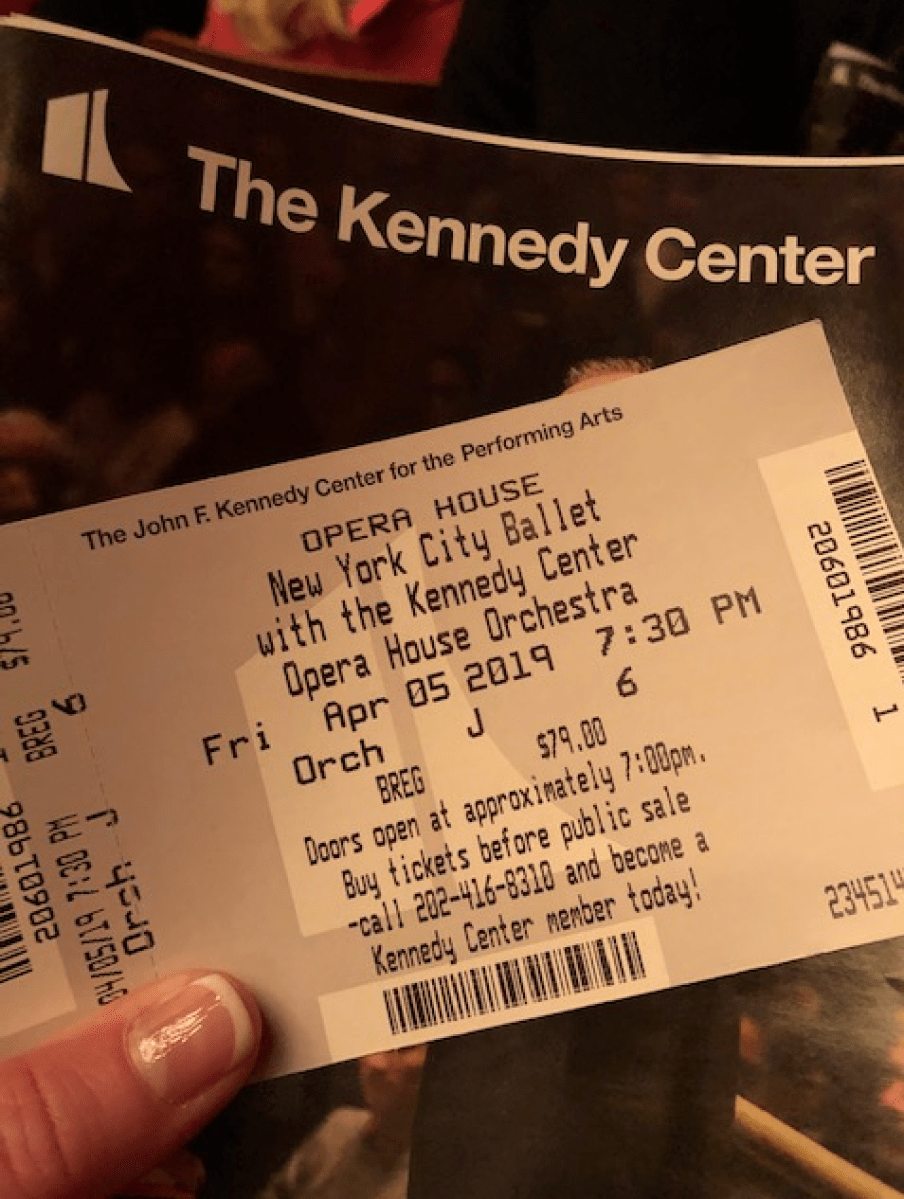 The Kennedy Center
The John F. Kennedy Center for the Performing Arts
OPERA HOUSE
New York City Ballet
with the Kennedy Center
Opera House Orchestra
Fri Apr 05 2019 7:30 PM
Orch J 6
BREG $79.00
Doors open at approximately 7:00pm.
Buy tickets before public sale
-call 202-416-8310 and become a
Kennedy Center member today!
20601986 1
234514
$79.00
BREG
6
20601986
04/05/19 7:30 PM
Orch. J